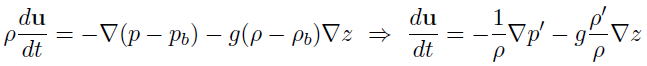 ρ du/dt = −∇(p − p_b) − g(ρ − ρ_b)∇z ⇒ du/dt = −(1/ρ)∇p′ − g(ρ′/ρ)∇z